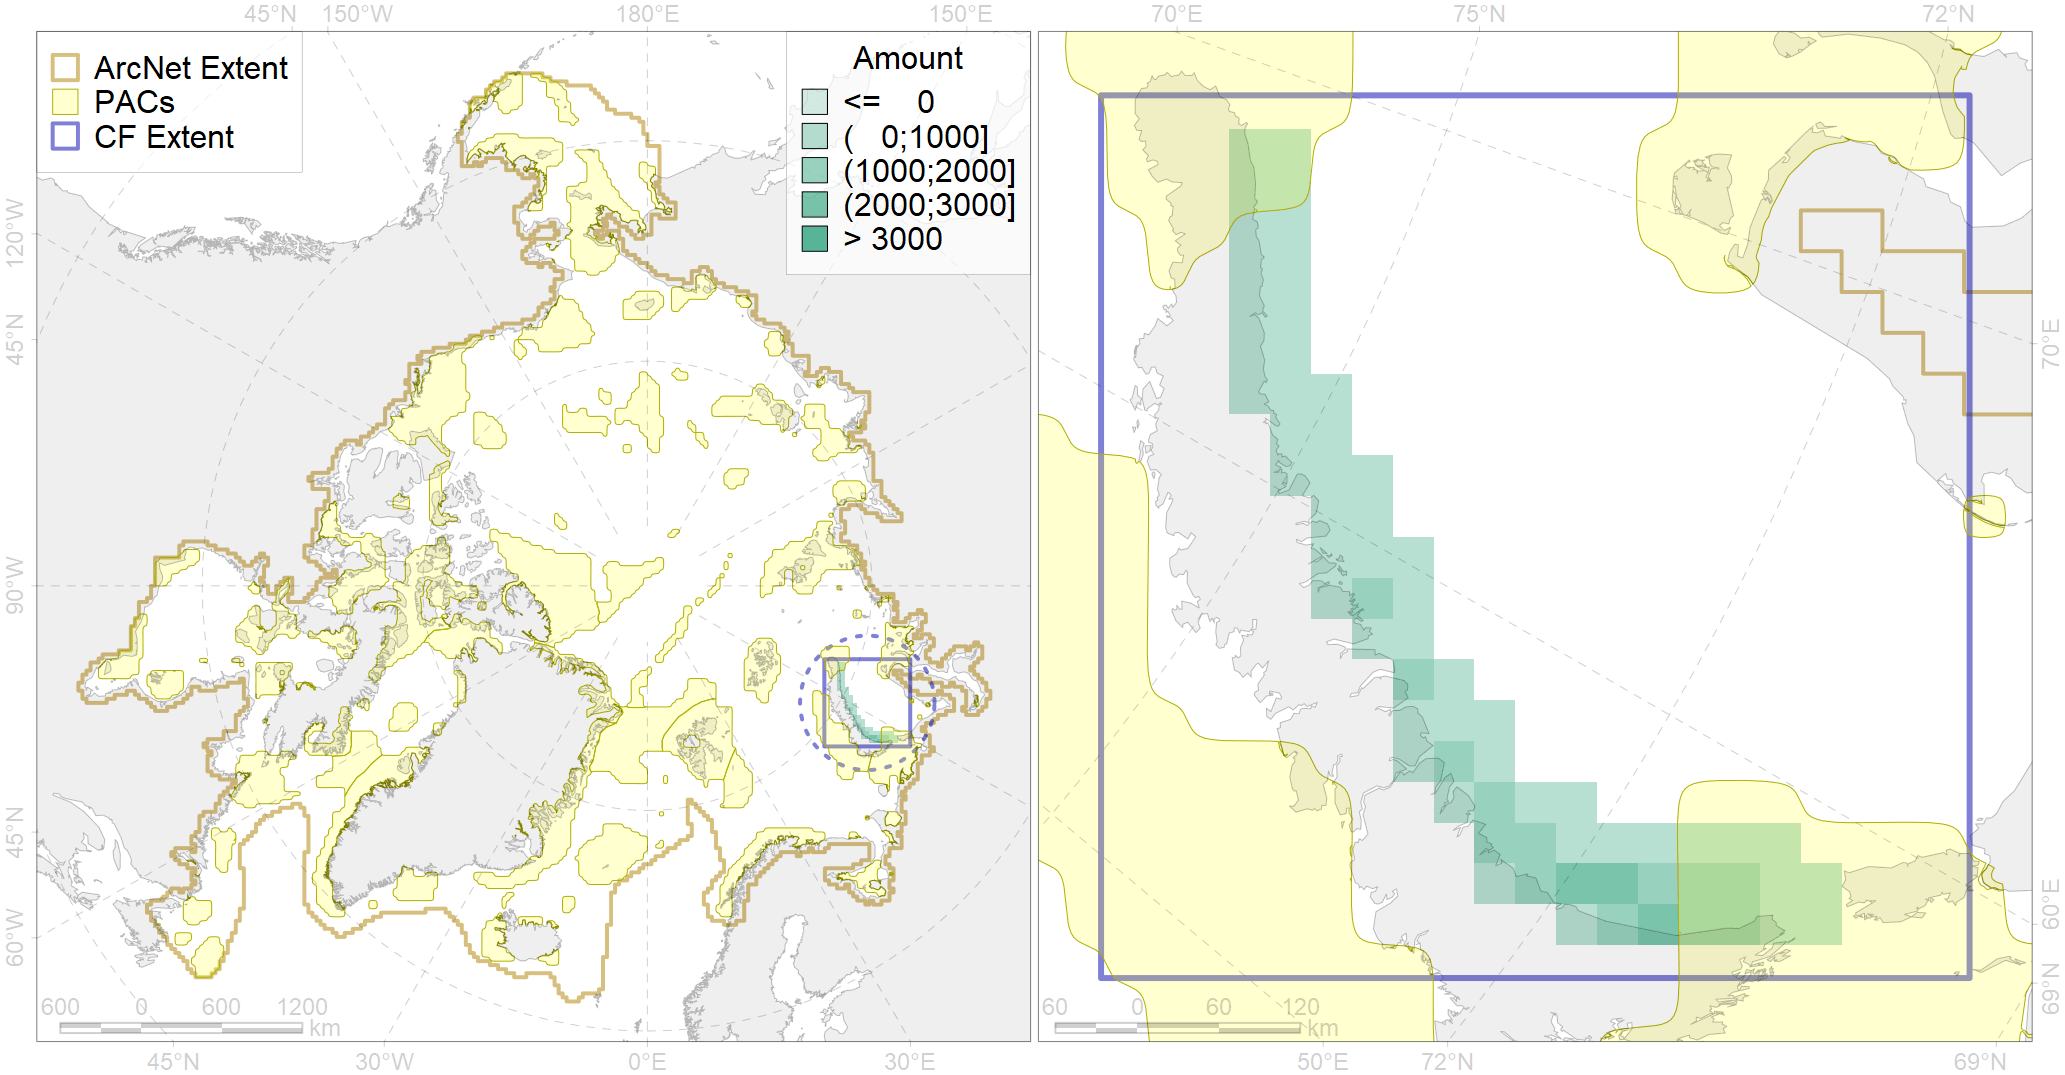 45°N 150°W 180°E 150°E 70°E 75°N 72°N
ArcNet Extent
PACs
CF Extent
Amount
<= 0
( 0;1000]
(1000;2000]
(2000;3000]
> 3000
120°W
45°N
90°W
45°N
60°W
70°E
60°E
69°N
600 0 600 1200
km
60 0 60 120
km
45°N 30°W 0°E 30°E 50°E 72°N 69°N